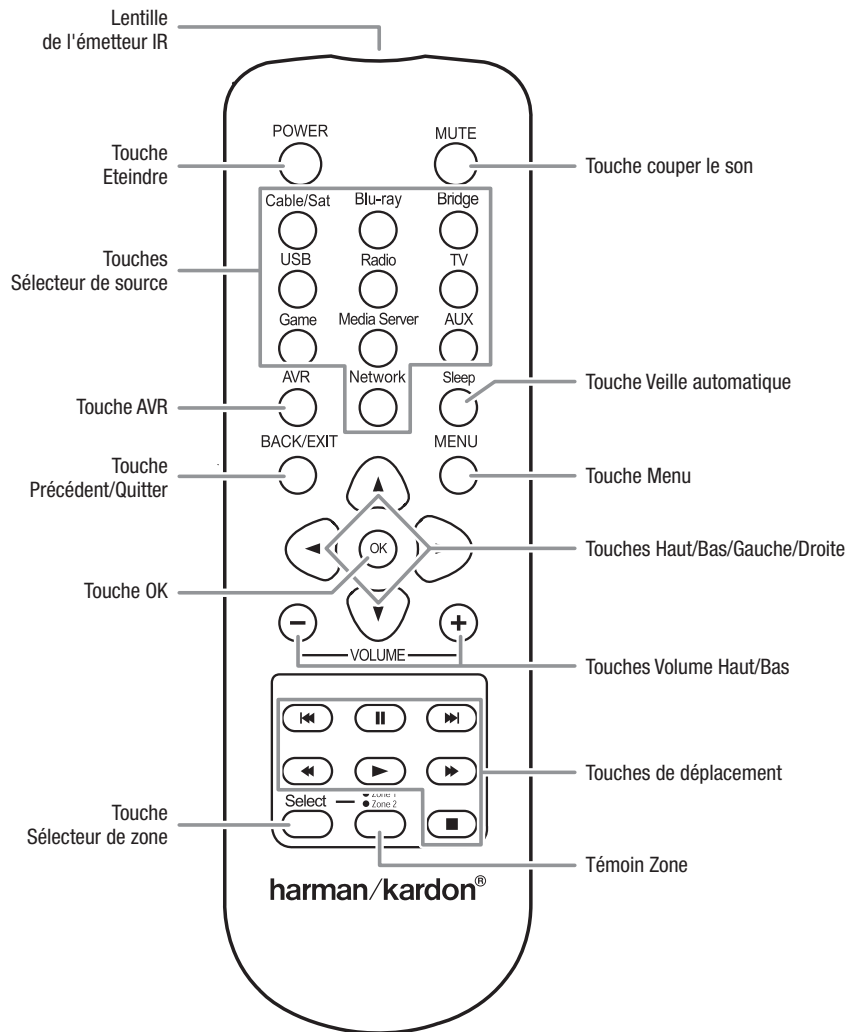 Lentille
de l'émetteur IR
POWER
MUTE
Touche
Eteindre
Touche couper le son
Cable/Sat
Blu-ray
Bridge
Touches
Sélecteur de source
USB
Radio
TV
Game
Media Server
AUX
AVR
Network
Sleep
Touche Veille automatique
Touche AVR
BACK/EXIT
MENU
Touche
Précédent/Quitter
Touche Menu
OK
Touches Haut/Bas/Gauche/Droite
Touche OK
VOLUME
Touches Volume Haut/Bas
Touches de déplacement
Touche
Sélecteur de zone
Select
Zone 1
Zone 2
Témoin Zone
harman/kardon®